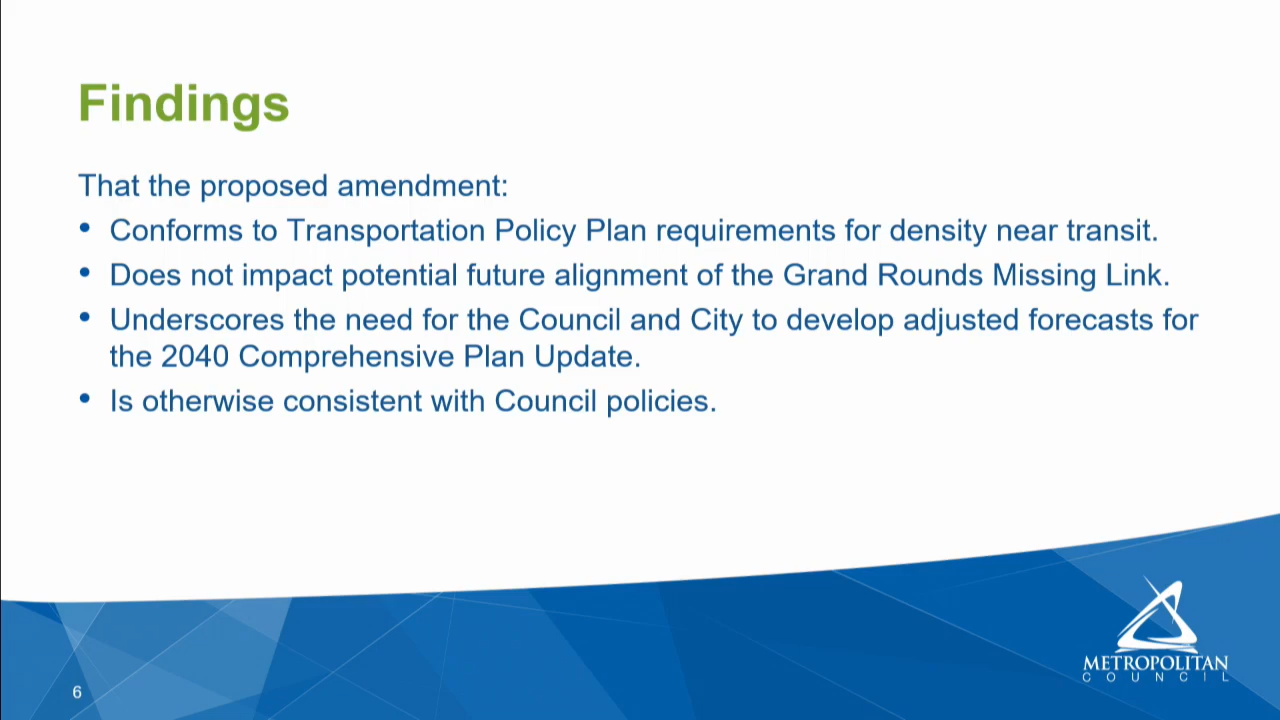 Findings
That the proposed amendment:
• Conforms to Transportation Policy Plan requirements for density near transit.
• Does not impact potential future alignment of the Grand Rounds Missing Link.
• Underscores the need for the Council and City to develop adjusted forecasts for
the 2040 Comprehensive Plan Update.
• Is otherwise consistent with Council policies.
METROPOLITAN
COUNCIL
6